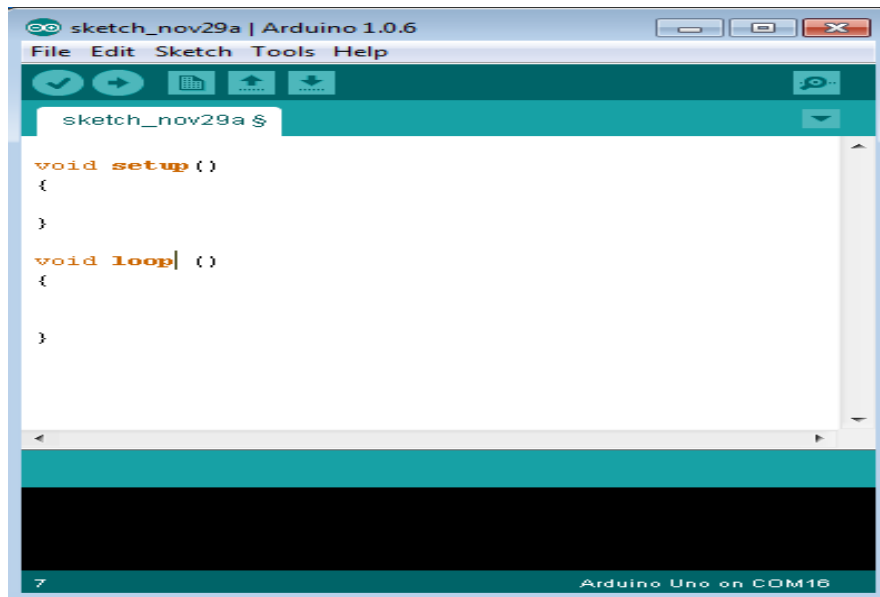 sketch_nov29a | Arduino 1.0.6
File Edit Sketch Tools Help
sketch_nov29a §
void setup()
{
}
void loop ()
{
}
7 Arduino Uno on COM16